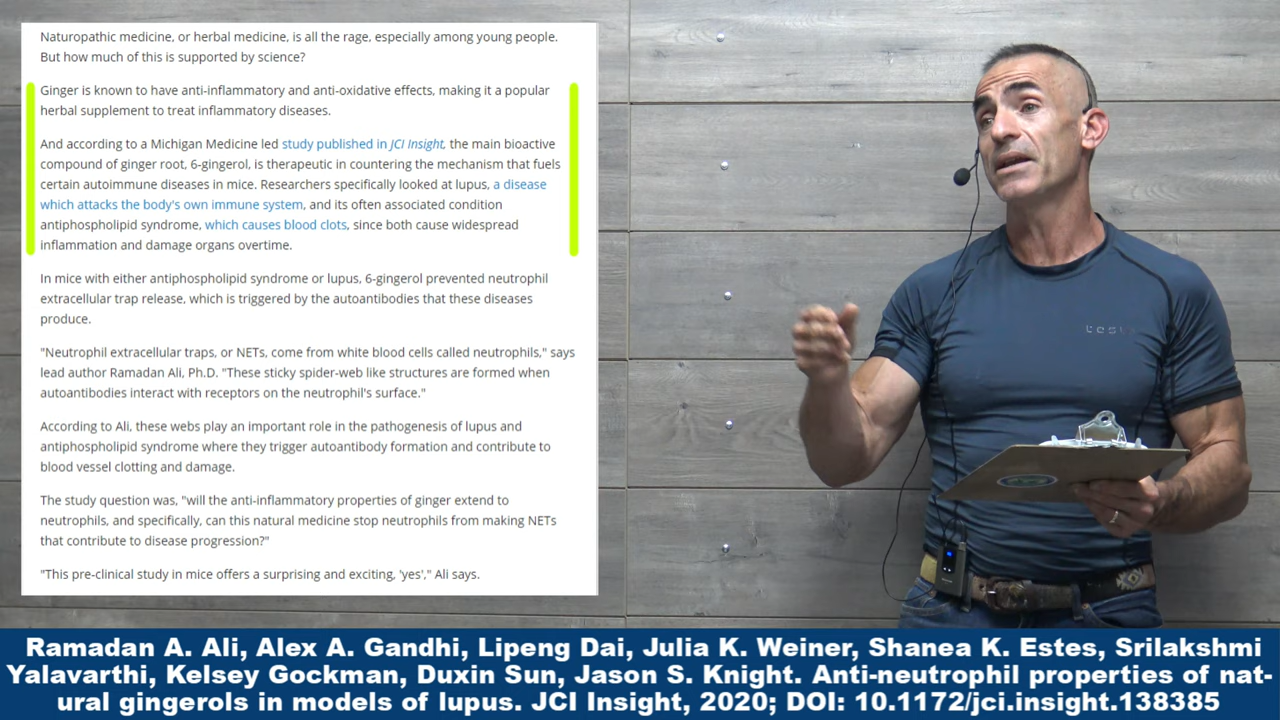 Naturopathic medicine, or herbal medicine, is all the rage, especially among young people.
But how much of this is supported by science?
Ginger is known to have anti-inflammatory and anti-oxidative effects, making it a popular
herbal supplement to treat inflammatory diseases.
And according to a Michigan Medicine led study published in JCI Insight, the main bioactive
compound of ginger root, 6-gingerol, is therapeutic in countering the mechanism that fuels
certain autoimmune diseases in mice. Researchers specifically looked at lupus, a disease
which attacks the body's own immune system, and its often associated condition
antiphospholipid syndrome, which causes blood clots, since both cause widespread
inflammation and damage organs overtime.
In mice with either antiphospholipid syndrome or lupus, 6-gingerol prevented neutrophil
extracellular trap release, which is triggered by the autoantibodies that these diseases
produce.
"Neutrophil extracellular traps, or NETs, come from white blood cells called neutrophils," says
lead author Ramadan Ali, Ph.D. "These sticky spider-web like structures are formed when
autoantibodies interact with receptors on the neutrophil's surface."
According to Ali, these webs play an important role in the pathogenesis of lupus and
antiphospholipid syndrome where they trigger autoantibody formation and contribute to
blood vessel clotting and damage.
The study question was, "will the anti-inflammatory properties of ginger extend to
neutrophils, and specifically, can this natural medicine stop neutrophils from making NETs
that contribute to disease progression?"
"This pre-clinical study in mice offers a surprising and exciting, 'yes'," Ali says.
Ramadan A. Ali, Alex A. Gandhi, Lipeng Dai, Julia K. Weiner, Shanea K. Estes, Srilakshmi
Yalavarthi, Kelsey Gockman, Duxin Sun, Jason S. Knight. Anti-neutrophil properties of nat-
ural gingerols in models of lupus. JCI Insight, 2020; DOI: 10.1172/jci.insight.138385